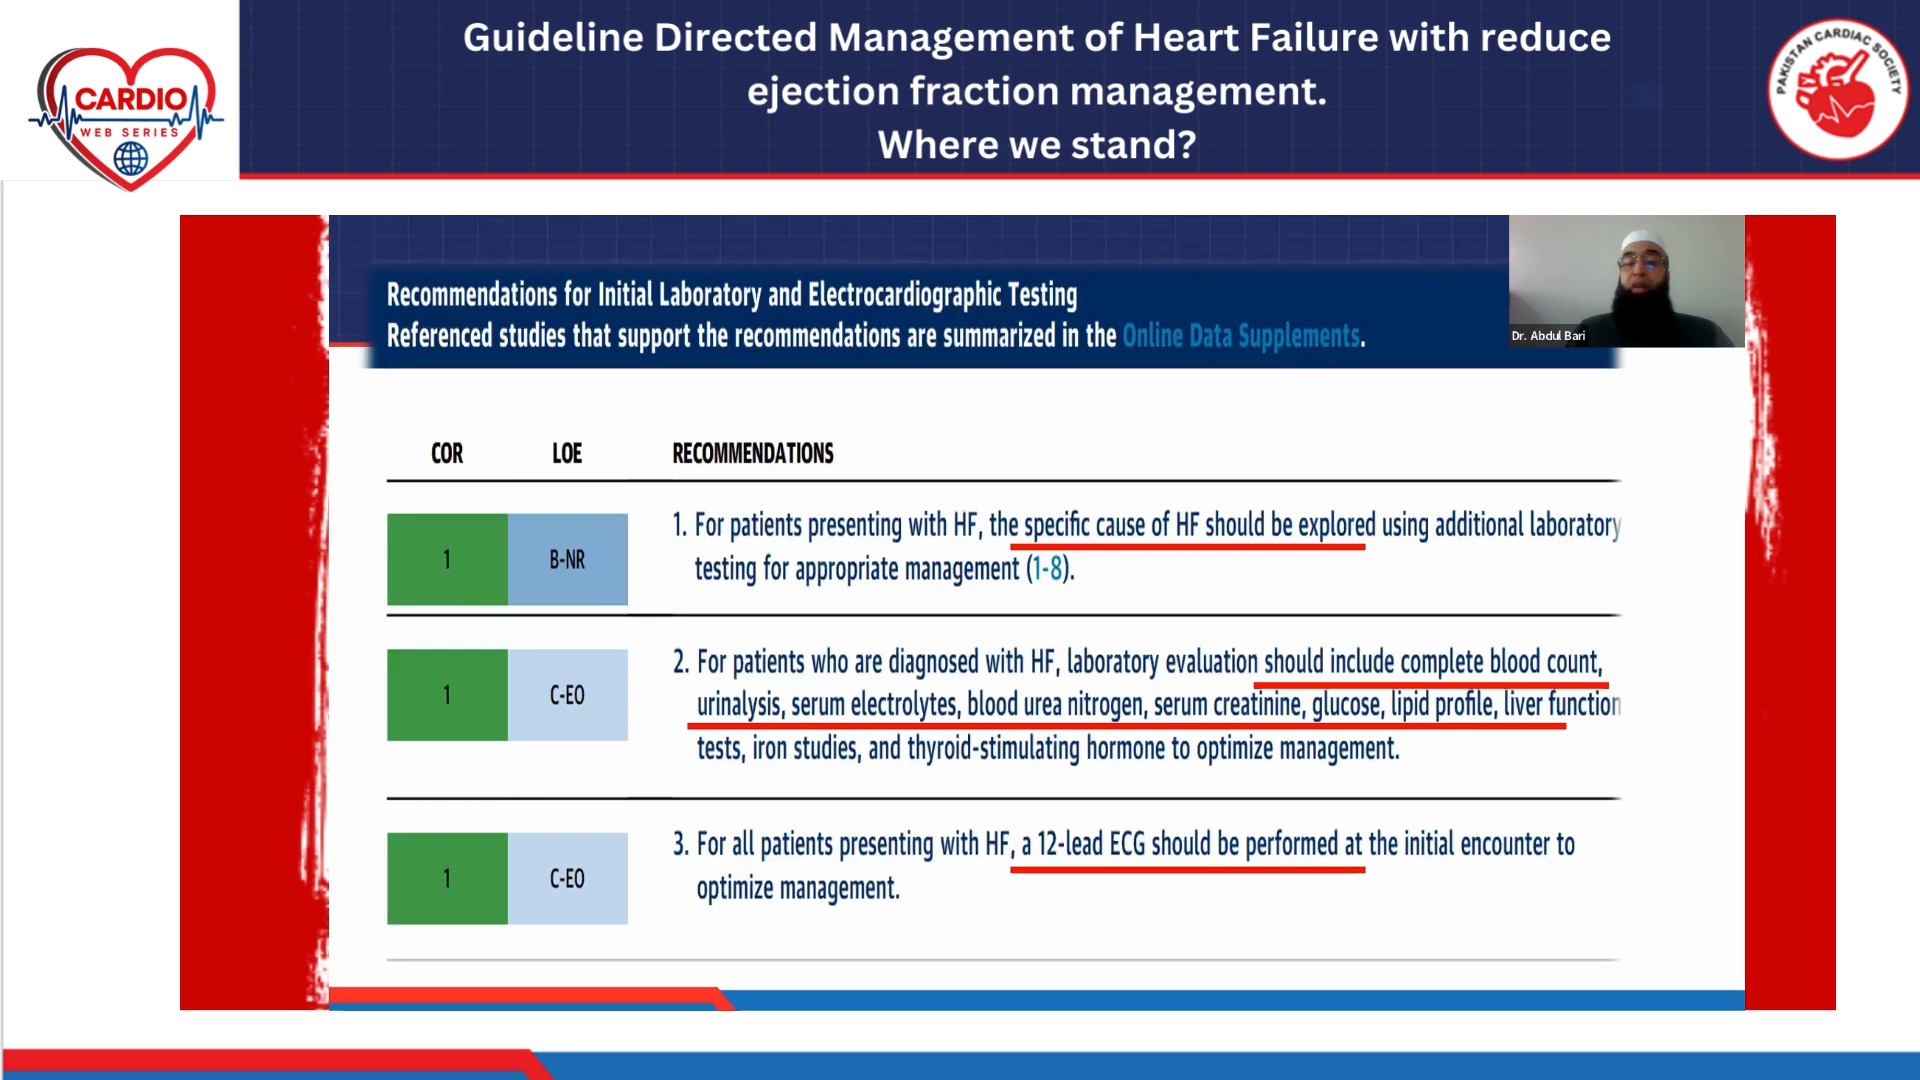 Guideline Directed Management of Heart Failure with reduce
ejection fraction management.
Where we stand?
CARDIO
WEB SERIES
PAKISTAN CARDIAC SOCIETY
Recommendations for Initial Laboratory and Electrocardiographic Testing
Referenced studies that support the recommendations are summarized in the Online Data Supplements.
Dr. Abdul Bari
COR LOE RECOMMENDATIONS
1 B-NR 1. For patients presenting with HF, the specific cause of HF should be explored using additional laboratory
testing for appropriate management (1-8).
1 C-EO 2. For patients who are diagnosed with HF, laboratory evaluation should include complete blood count,
urinalysis, serum electrolytes, blood urea nitrogen, serum creatinine, glucose, lipid profile, liver function
tests, iron studies, and thyroid-stimulating hormone to optimize management.
1 C-EO 3. For all patients presenting with HF, a 12-lead ECG should be performed at the initial encounter to
optimize management.